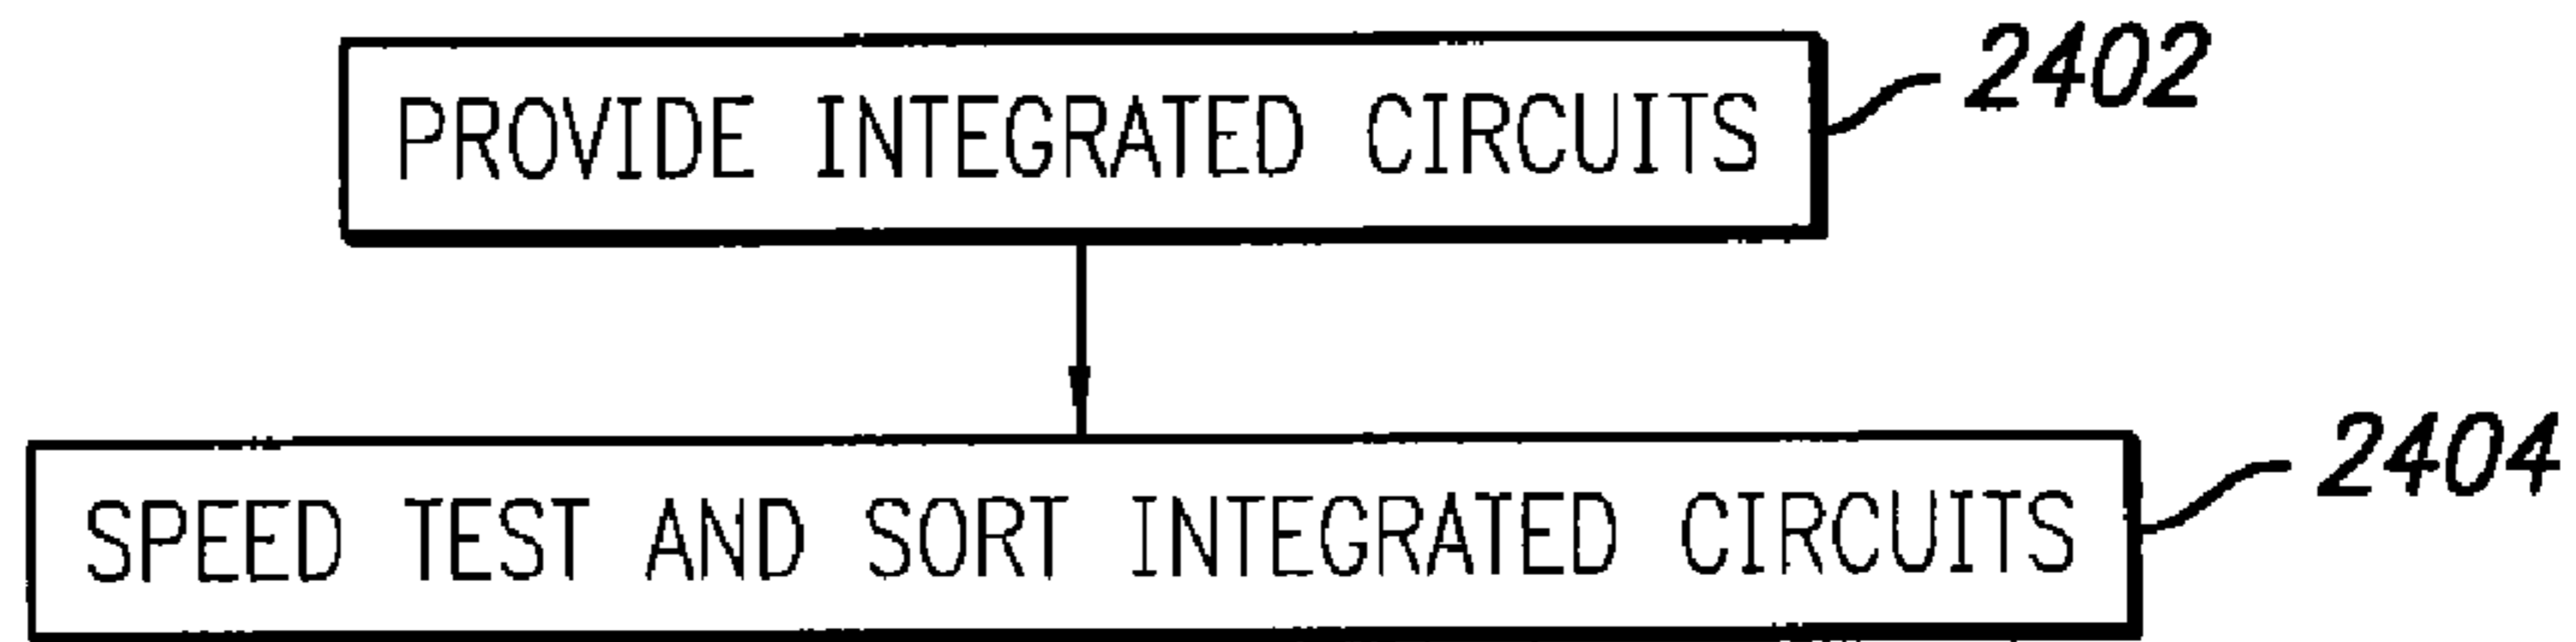 PROVIDE INTEGRATED CIRCUITS 2402
SPEED TEST AND SORT INTEGRATED CIRCUITS 2404